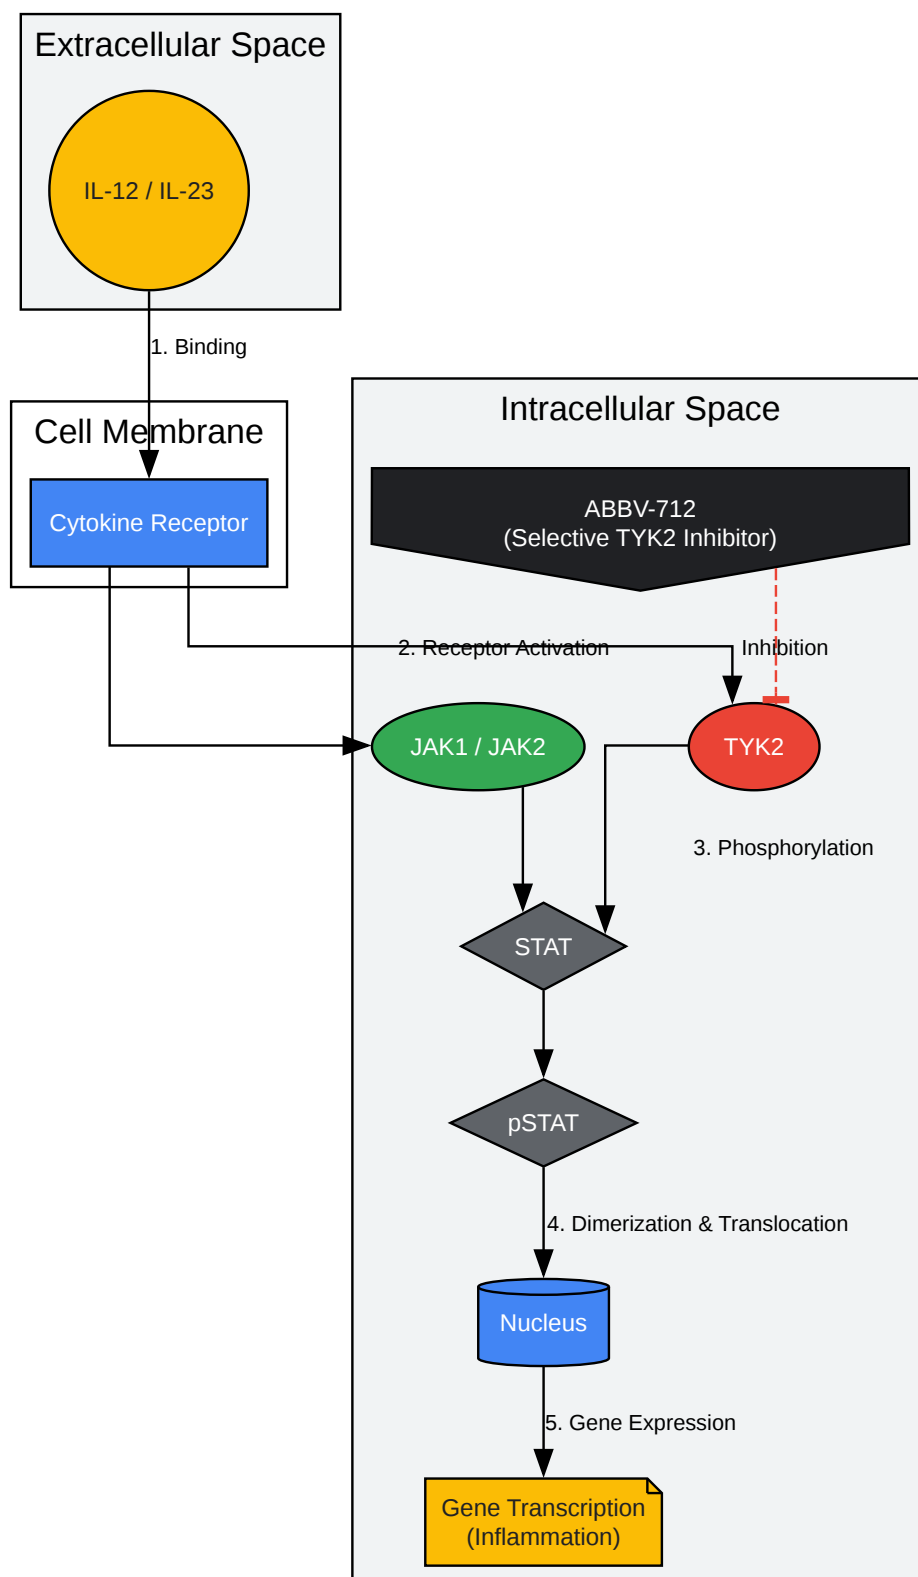 Extracellular Space
IL-12 / IL-23
1. Binding
Cell Membrane
Cytokine Receptor
Intracellular Space
ABBV-712
(Selective TYK2 Inhibitor)
2. Receptor Activation
Inhibition
JAK1 / JAK2
TYK2
3. Phosphorylation
STAT
pSTAT
4. Dimerization & Translocation
Nucleus
5. Gene Expression
Gene Transcription
(Inflammation)